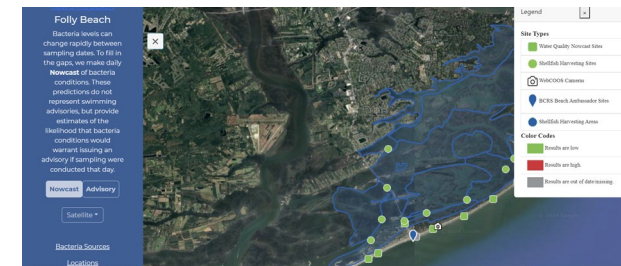 Folly Beach
Bacteria levels can
change rapidly between
sampling dates. To fill in
the gaps, we make daily
Nowcast of bacteria
conditions. These
predictions do not
represent swimming
advisories, but provide
estimates of the
likelihood that bacteria
conditions would
warrant issuing an
advisory if sampling were
conducted that day.
Nowcast Advisory
Satellite
Bacteria Sources
Locations
Legend
Site Types
Water Quality Nowcast Sites
Shellfish Harvesting Sites
WebCOOS Cameras
BCRS Beach Ambassador Sites
Shellfish Harvesting Areas
Color Codes
Results are low
Results are high
Results are out of date/missing